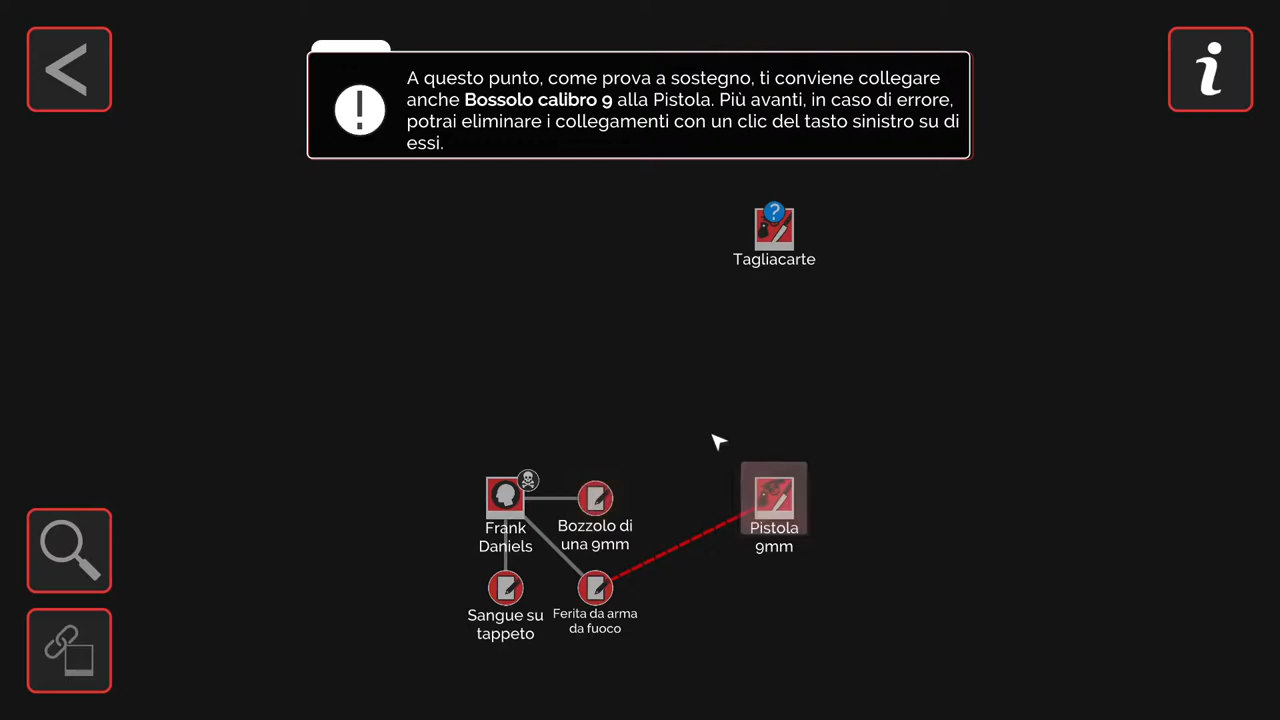 A questo punto, come prova a sostegno, ti conviene collegare
anche Bossolo calibro 9 alla Pistola. Più avanti, in caso di errore,
potrai eliminare i collegamenti con un clic del tasto sinistro su di
essi.
Tagliacarte
Frank
Daniels
Bozzolo di
una 9mm
Pistola
9mm
Sangue su
tappeto
Ferita da arma
da fuoco